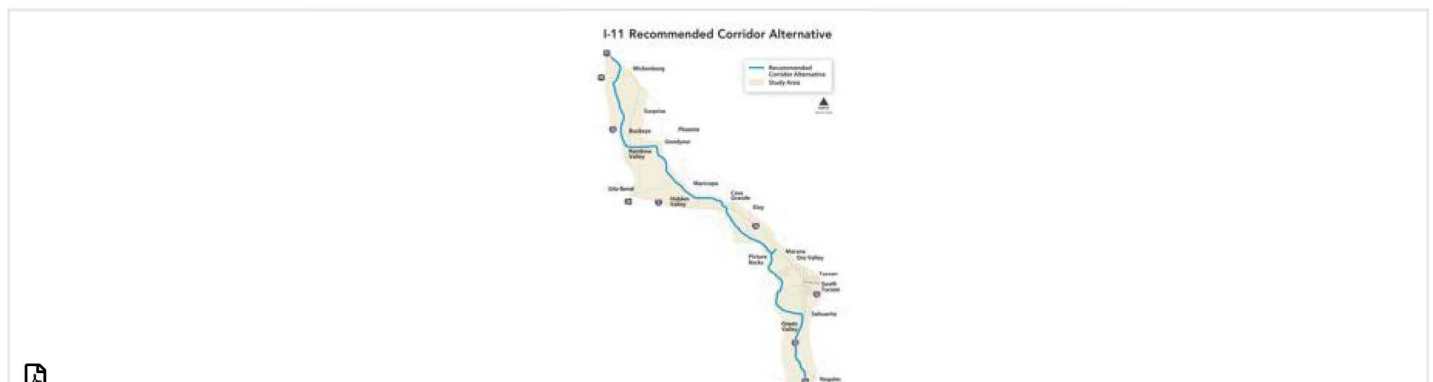 I-11 Recommended Corridor Alternative
Recommended
Corridor Alternative
Study Area
Wickenburg
Surprise
Buckeye
Phoenix
Goodyear
Rainbow
Valley
Gila Bend
Maricopa
Hidden
Valley
Casa
Grande
Eloy
Marana
Oro Valley
Picture
Rocks
Tucson
South
Tucson
Sahuarita
Green
Valley
Nogales